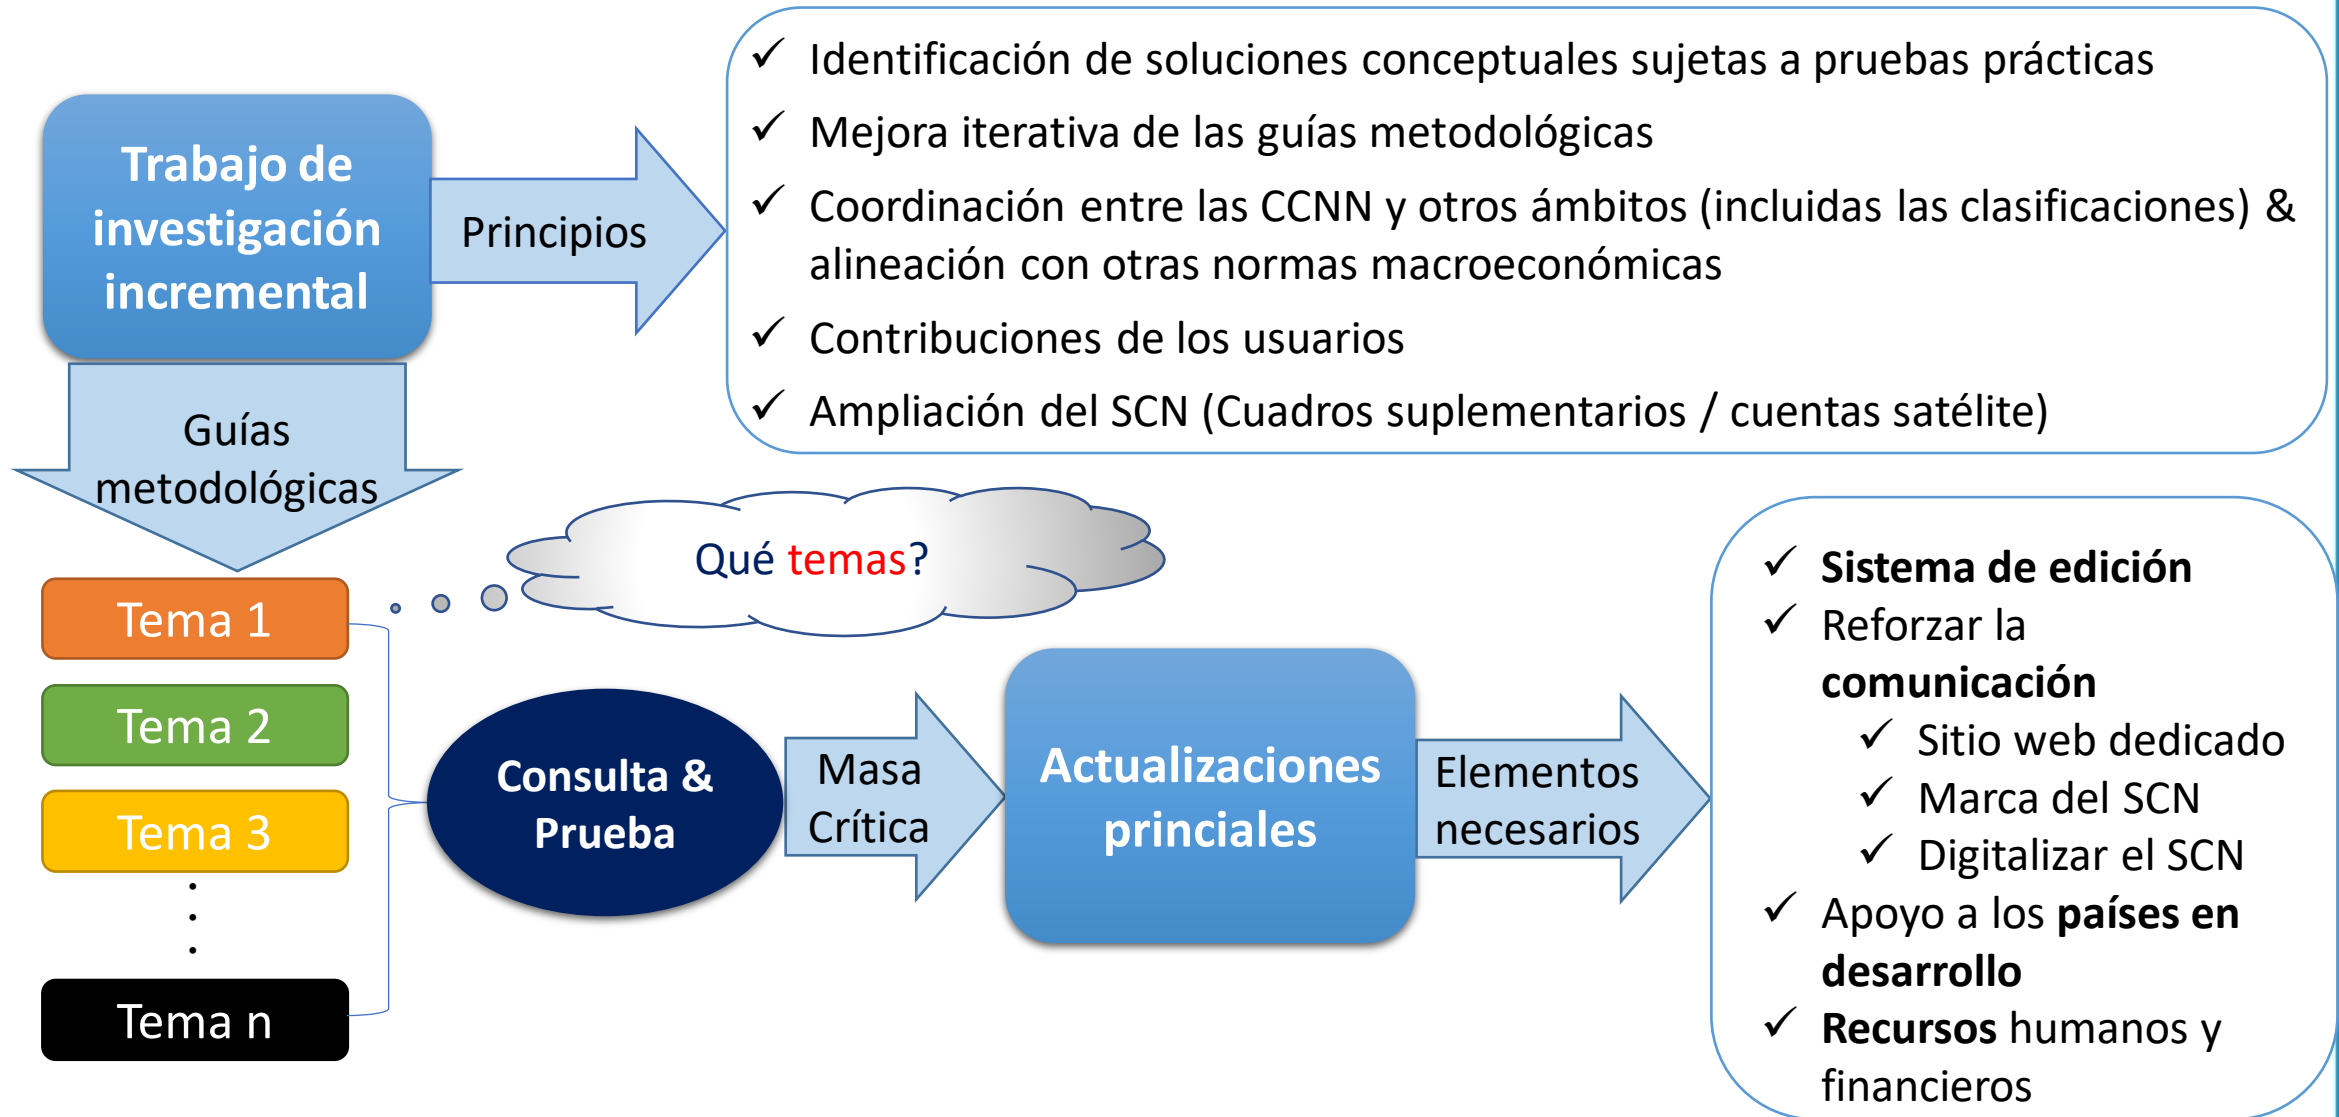 Trabajo de
investigación
incremental
Principios
✓ Identificación de soluciones conceptuales sujetas a pruebas prácticas
✓ Mejora iterativa de las guías metodológicas
✓ Coordinación entre las CCNN y otros ámbitos (incluidas las clasificaciones) &
alineación con otras normas macroeconómicas
✓ Contribuciones de los usuarios
✓ Ampliación del SCN (Cuadros suplementarios / cuentas satélite)
Guías
metodológicas
Qué temas?
Tema 1
Tema 2
Tema 3
Tema n
Consulta &
Prueba
Masa
Crítica
Actualizaciones
princiales
Elementos
necesarios
✓ Sistema de edición
✓ Reforzar la
comunicación
✓ Sitio web dedicado
✓ Marca del SCN
✓ Digitalizar el SCN
✓ Apoyo a los países en
desarrollo
✓ Recursos humanos y
financieros